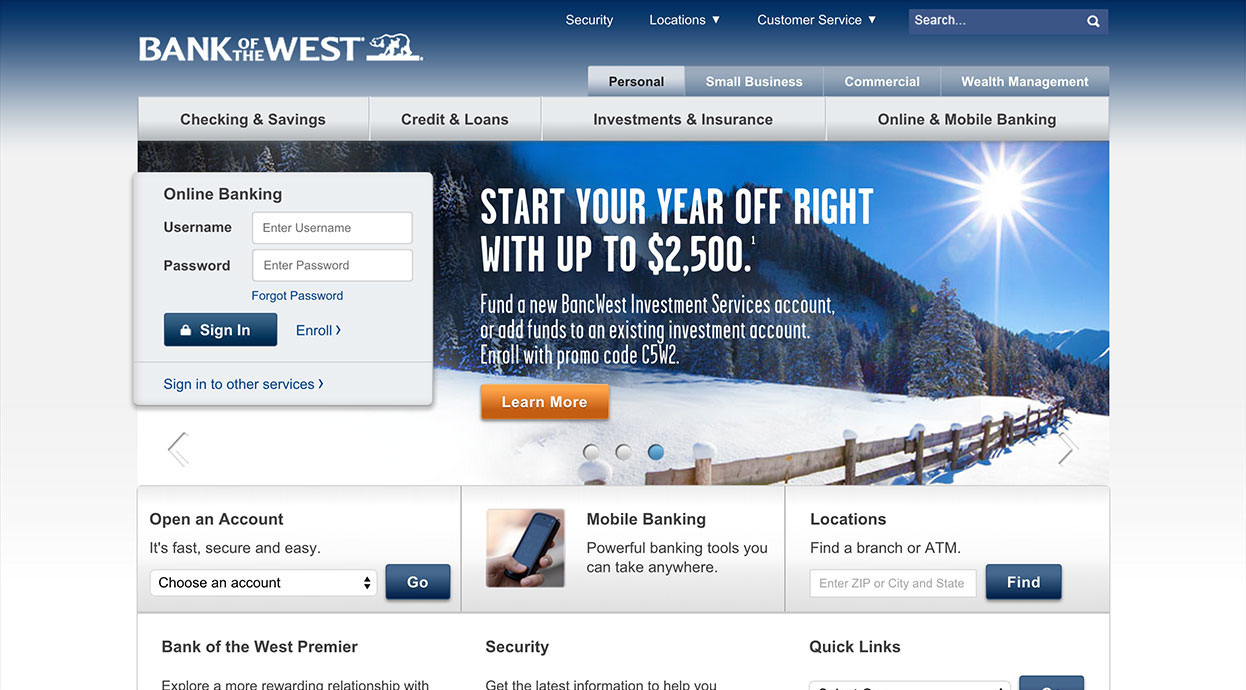 Security Locations ▼ Customer Service ▼ Search...
BANK OF THE WEST
Personal Small Business Commercial Wealth Management
Checking & Savings Credit & Loans Investments & Insurance Online & Mobile Banking
Online Banking
Username Enter Username
Password Enter Password
Forgot Password
Sign In Enroll ›
Sign in to other services ›
START YOUR YEAR OFF RIGHT
WITH UP TO $2,500.¹
Fund a new BancWest Investment Services account,
or add funds to an existing investment account.
Enroll with promo code C5W2.
Learn More
Open an Account
It's fast, secure and easy.
Choose an account Go
Mobile Banking
Powerful banking tools you
can take anywhere.
Locations
Find a branch or ATM.
Enter ZIP or City and State Find
Bank of the West Premier
Explore a more rewarding relationship with
Security
Get the latest information to help you
Quick Links